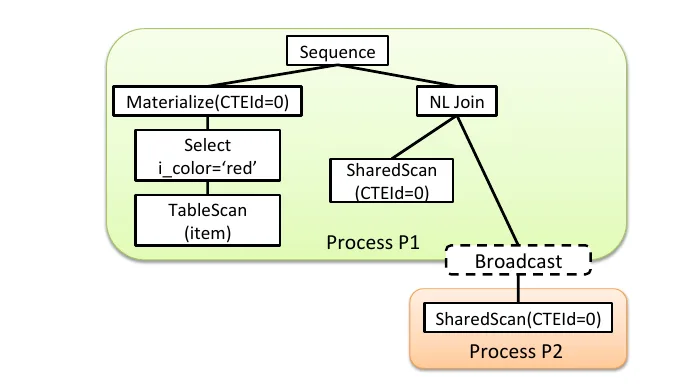 Sequence
Materialize(CTEId=0)
NL Join
Select
i_color=‘red’
SharedScan
(CTEId=0)
TableScan
(item)
Process P1
Broadcast
SharedScan(CTEId=0)
Process P2